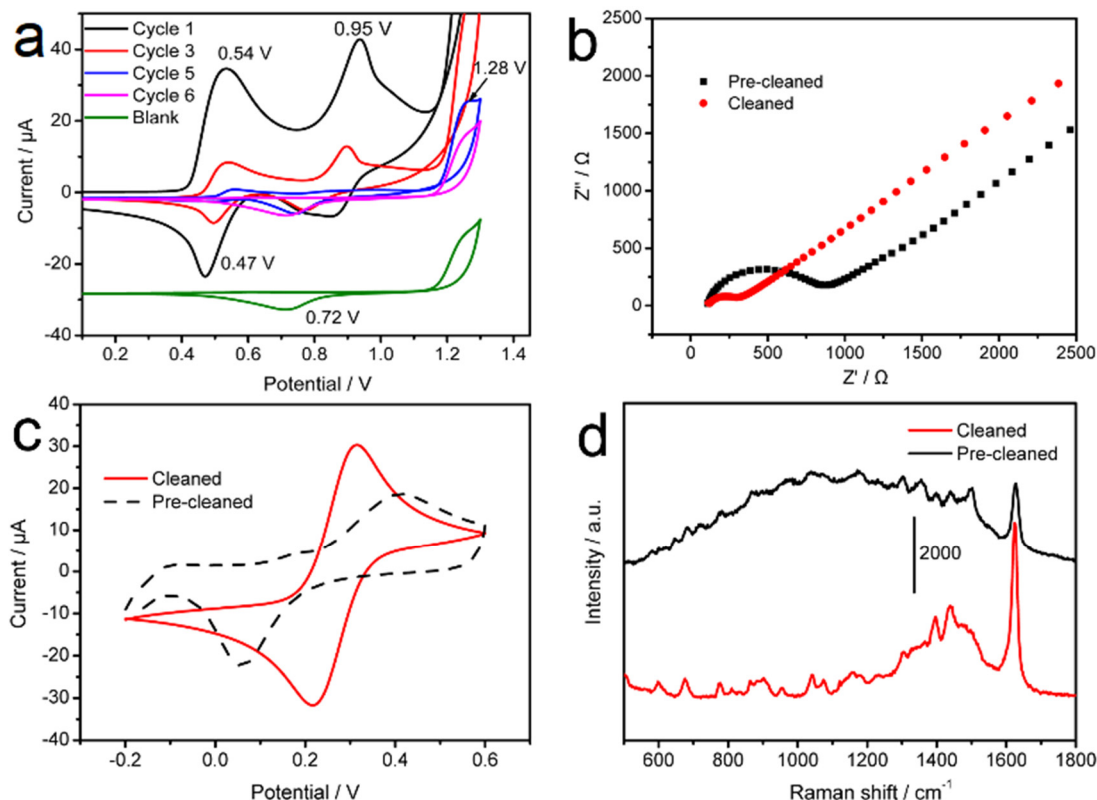 a
Cycle 1
Cycle 3
Cycle 5
Cycle 6
Blank
0.54 V
0.95 V
1.28 V
0.47 V
0.72 V
40
20
0
-20
-40
Current / μA
0.2 0.4 0.6 0.8 1.0 1.2 1.4
Potential / V
b
Pre-cleaned
Cleaned
2500
2000
1500
1000
500
0
Z'' / Ω
0 500 1000 1500 2000 2500
Z' / Ω
c
Cleaned
Pre-cleaned
40
30
20
10
0
-10
-20
-30
-40
Current / μA
-0.2 0.0 0.2 0.4 0.6
Potential / V
d
Cleaned
Pre-cleaned
2000
Intensity / a.u.
600 800 1000 1200 1400 1600 1800
Raman shift / cm⁻¹